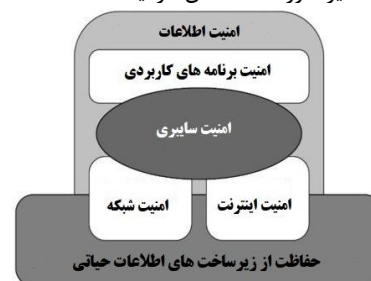 امنیت اطلاعات
امنیت برنامه های کاربردی
امنیت سایبری
امنیت اینترنت
امنیت شبکه
حفاظت از زیرساخت های اطلاعات حیاتی